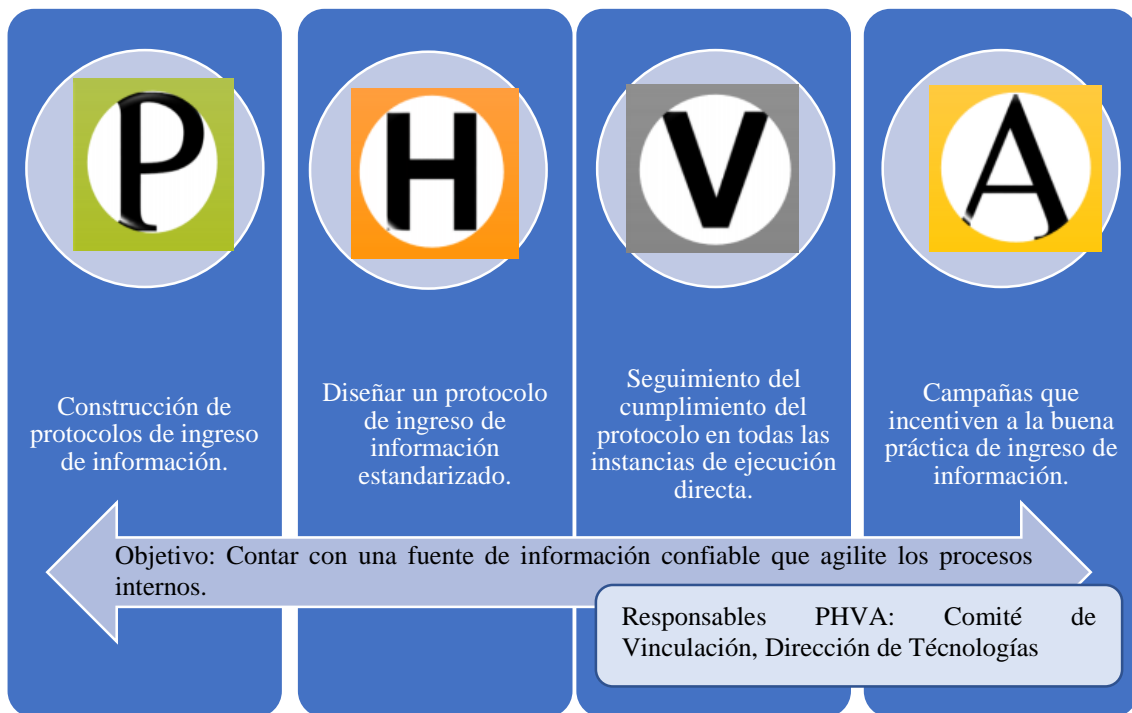 P
H
V
A
Construcción de
protocolos de ingreso
de información.
Diseñar un protocolo
de ingreso de
información
estandarizado.
Seguimiento del
cumplimiento del
protocolo en todas las
instancias de ejecución
directa.
Campañas que
incentiven a la buena
práctica de ingreso de
información.
Objetivo: Contar con una fuente de información confiable que agilite los procesos
internos.
Responsables PHVA: Comité de
Vinculación, Dirección de Técnologías